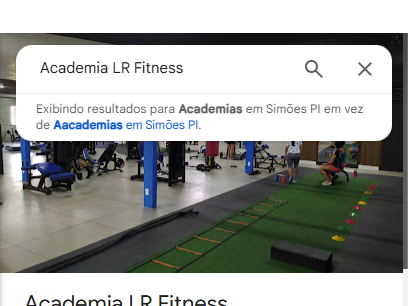 Academia LR Fitness
Exibindo resultados para Academias em Simões PI em vez
de Aacademias em Simões PI.
Academia LR Fitness